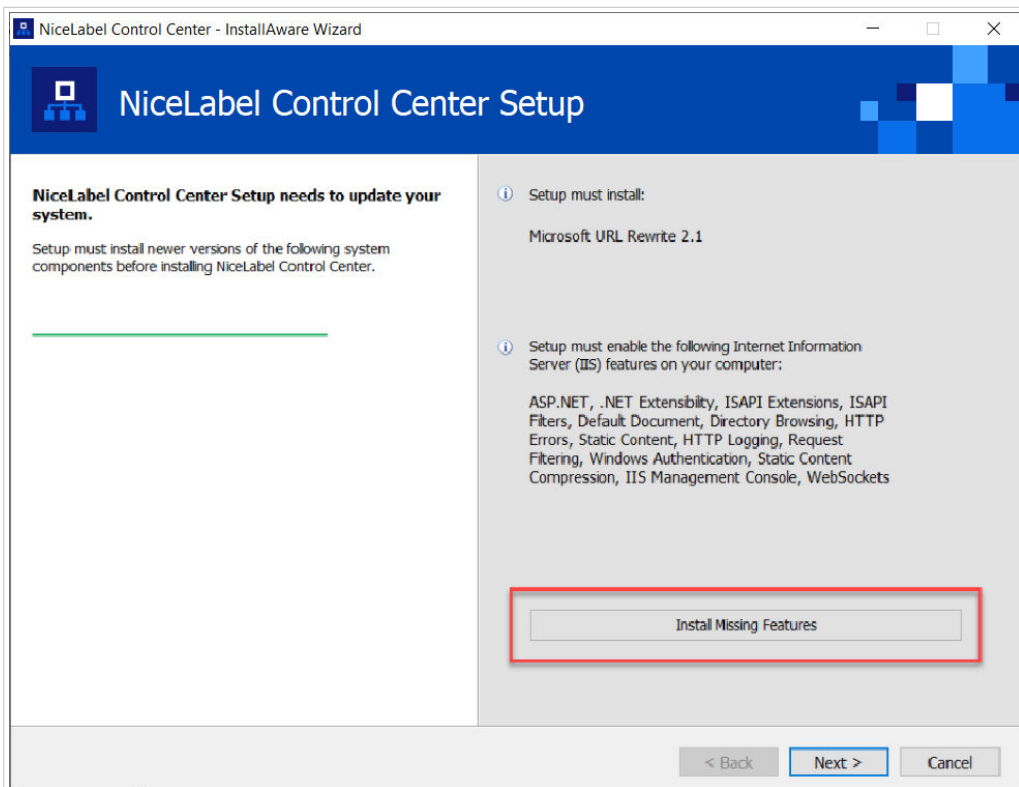 NiceLabel Control Center - InstallAware Wizard
NiceLabel Control Center Setup
NiceLabel Control Center Setup needs to update your
system.
Setup must install newer versions of the following system
components before installing NiceLabel Control Center.
Setup must install:
Microsoft URL Rewrite 2.1
Setup must enable the following Internet Information
Server (IIS) features on your computer:
ASP.NET, .NET Extensibilty, ISAPI Extensions, ISAPI
Filters, Default Document, Directory Browsing, HTTP
Errors, Static Content, HTTP Logging, Request
Filtering, Windows Authentication, Static Content
Compression, IIS Management Console, WebSockets
Install Missing Features
< Back
Next >
Cancel